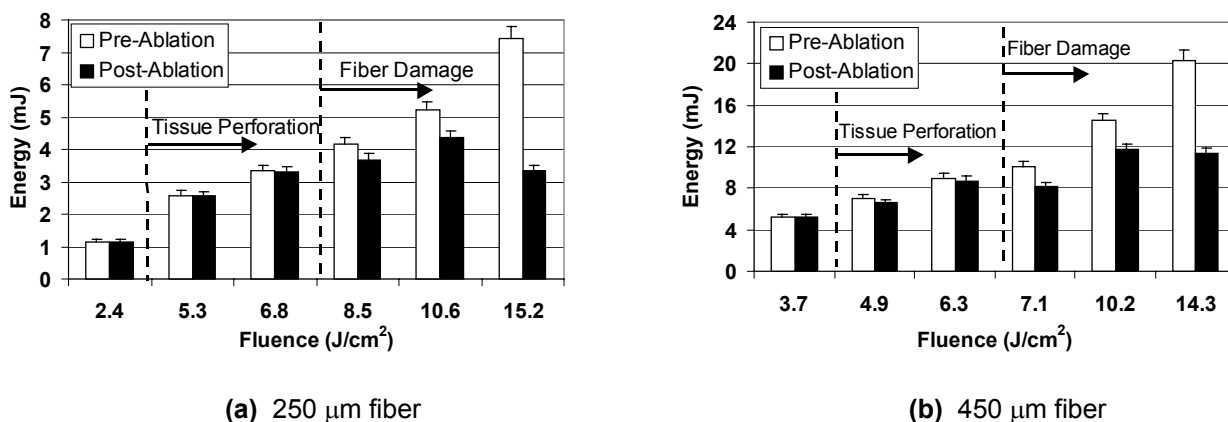 8
7
6
5
4
3
2
1
0
Energy (mJ)
Pre-Ablation
Post-Ablation
Fiber Damage
Tissue Perforation
2.4 5.3 6.8 8.5 10.6 15.2
Fluence (J/cm²)
(a) 250 μm fiber
24
20
16
12
8
4
0
Energy (mJ)
Pre-Ablation
Post-Ablation
Fiber Damage
Tissue Perforation
3.7 4.9 6.3 7.1 10.2 14.3
Fluence (J/cm²)
(b) 450 μm fiber